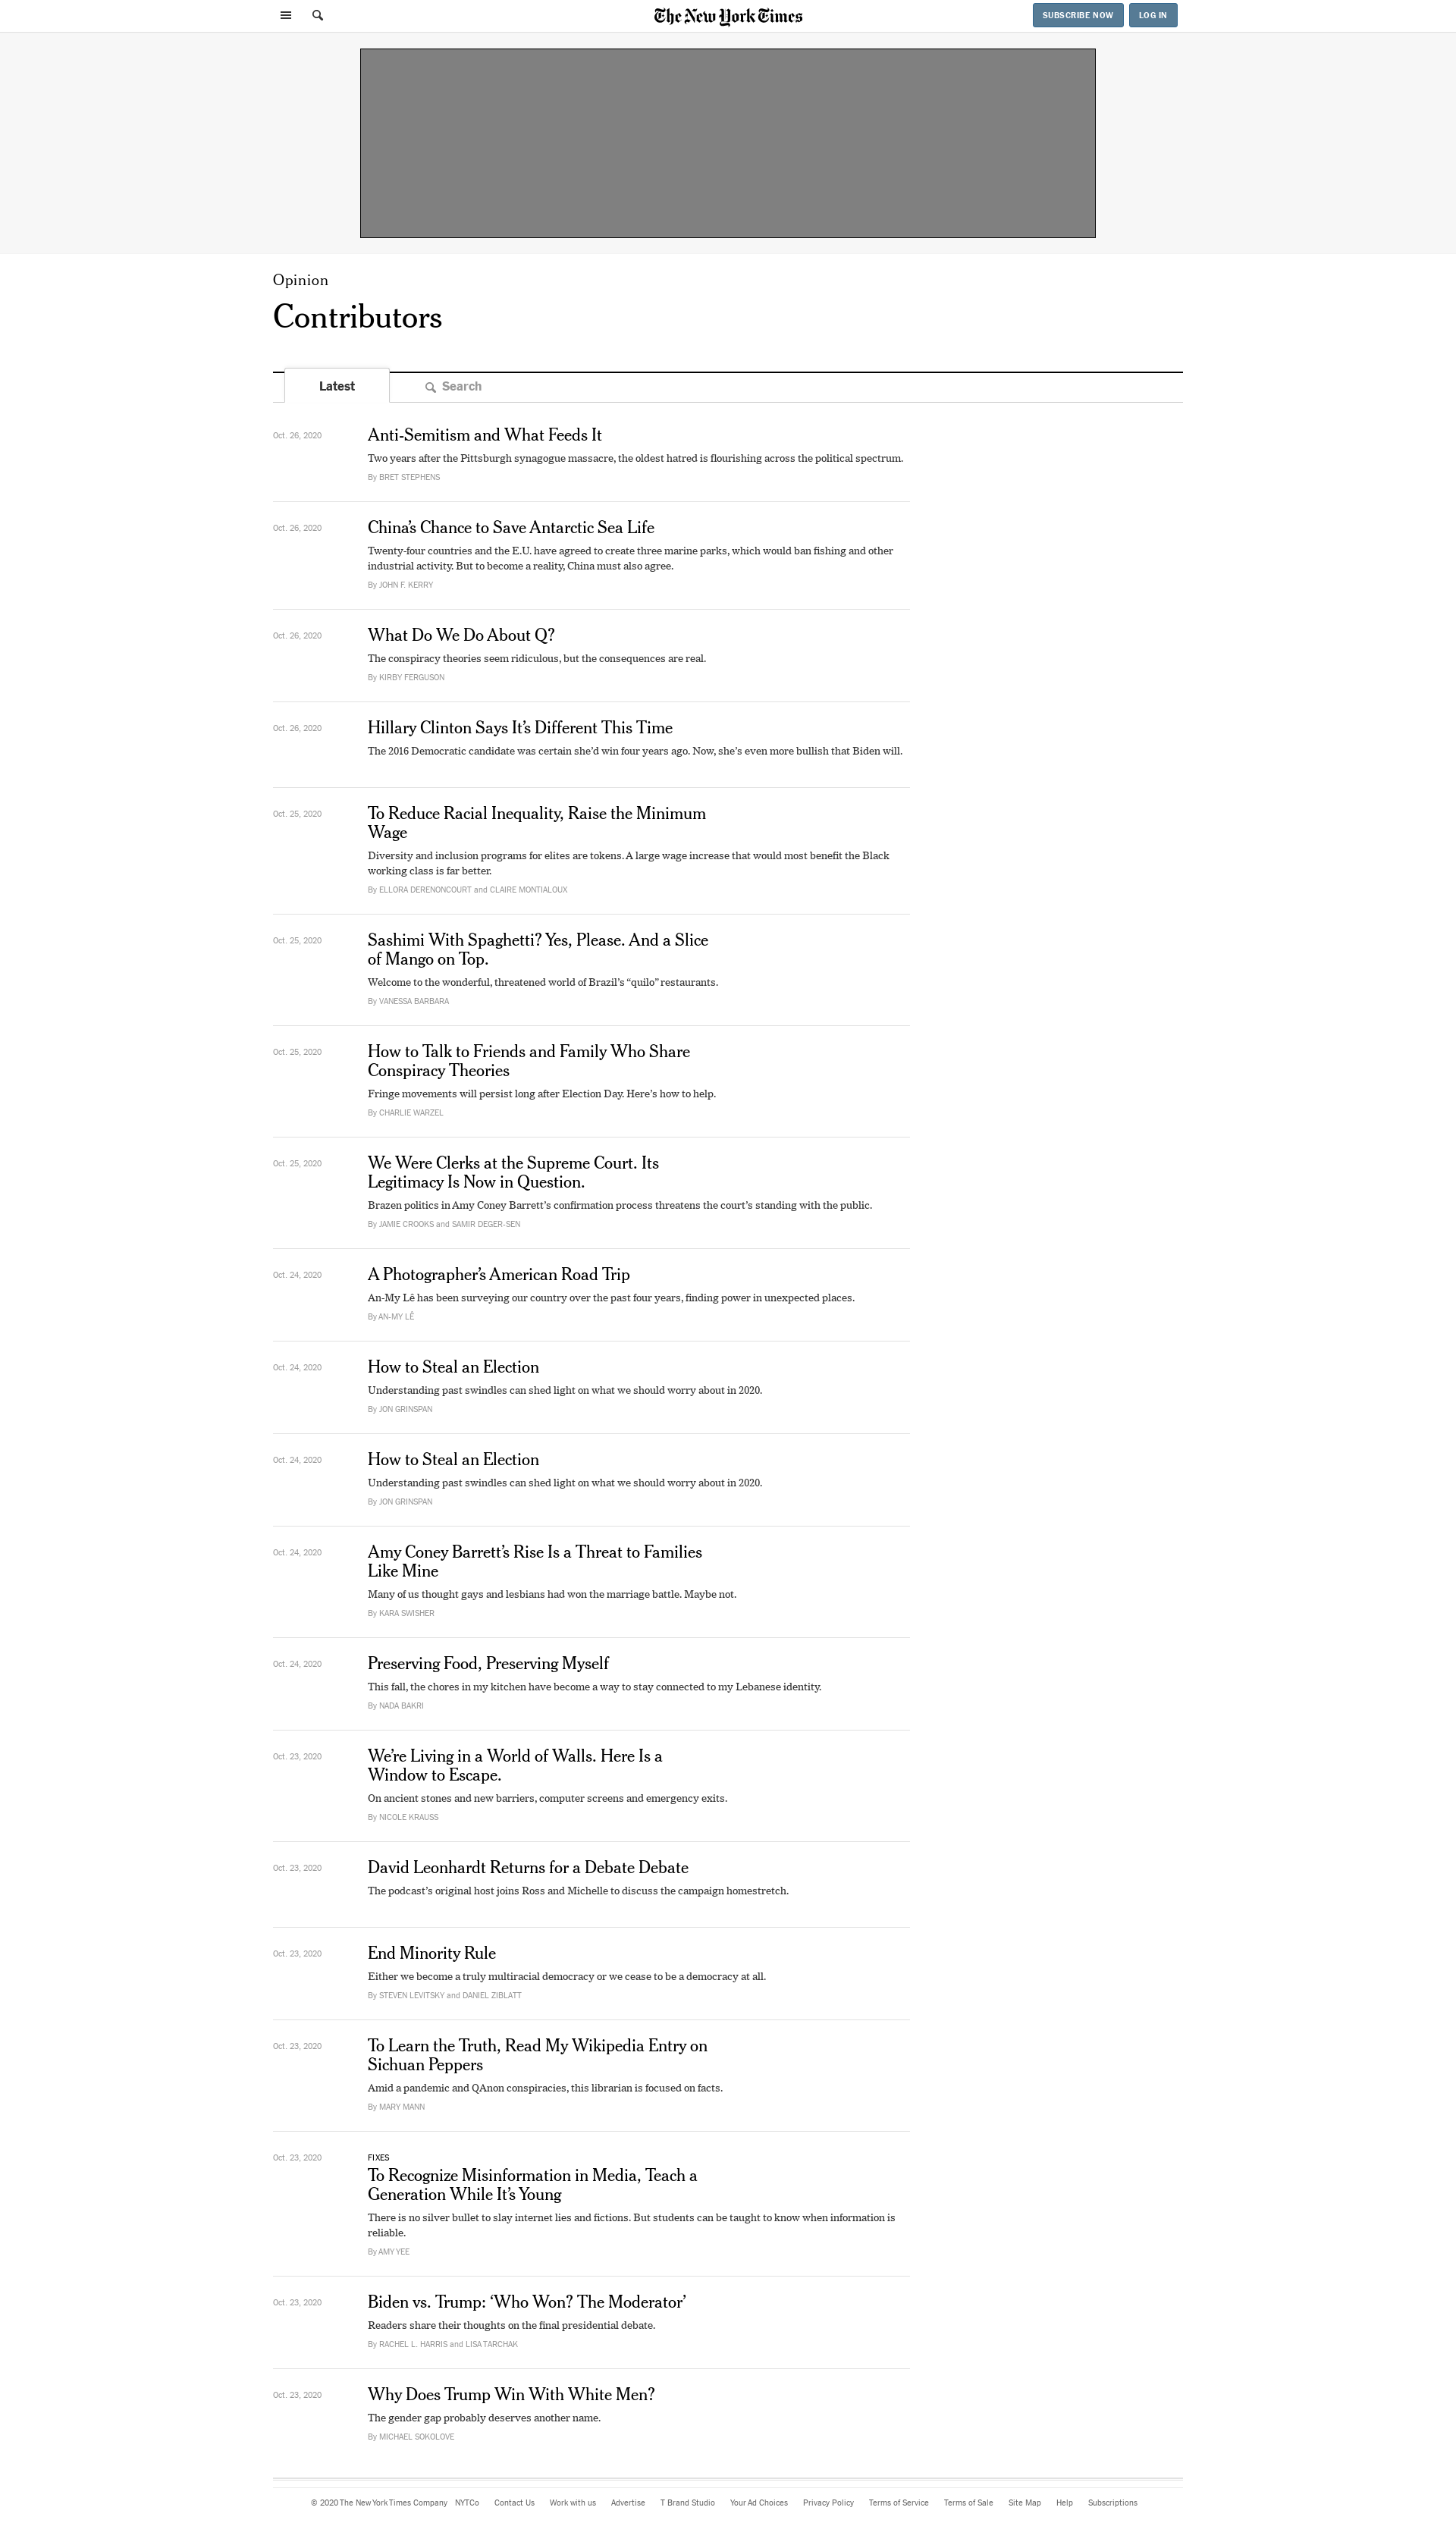 The New York Times
SUBSCRIBE NOW
LOG IN
Opinion
Contributors
Latest
Search
Oct. 26, 2020
Anti-Semitism and What Feeds It
Two years after the Pittsburgh synagogue massacre, the oldest hatred is flourishing across the political spectrum.
By BRET STEPHENS
Oct. 26, 2020
China’s Chance to Save Antarctic Sea Life
Twenty-four countries and the E.U. have agreed to create three marine parks, which would ban fishing and other
industrial activity. But to become a reality, China must also agree.
By JOHN F. KERRY
Oct. 26, 2020
What Do We Do About Q?
The conspiracy theories seem ridiculous, but the consequences are real.
By KIRBY FERGUSON
Oct. 26, 2020
Hillary Clinton Says It’s Different This Time
The 2016 Democratic candidate was certain she’d win four years ago. Now, she’s even more bullish that Biden will.
Oct. 25, 2020
To Reduce Racial Inequality, Raise the Minimum
Wage
Diversity and inclusion programs for elites are tokens. A large wage increase that would most benefit the Black
working class is far better.
By ELLORA DERENONCOURT and CLAIRE MONTIALOUX
Oct. 25, 2020
Sashimi With Spaghetti? Yes, Please. And a Slice
of Mango on Top.
Welcome to the wonderful, threatened world of Brazil’s “quilo” restaurants.
By VANESSA BARBARA
Oct. 25, 2020
How to Talk to Friends and Family Who Share
Conspiracy Theories
Fringe movements will persist long after Election Day. Here’s how to help.
By CHARLIE WARZEL
Oct. 25, 2020
We Were Clerks at the Supreme Court. Its
Legitimacy Is Now in Question.
Brazen politics in Amy Coney Barrett’s confirmation process threatens the court’s standing with the public.
By JAMIE CROOKS and SAMIR DEGER-SEN
Oct. 24, 2020
A Photographer’s American Road Trip
An-My Lê has been surveying our country over the past four years, finding power in unexpected places.
By AN-MY LÊ
Oct. 24, 2020
How to Steal an Election
Understanding past swindles can shed light on what we should worry about in 2020.
By JON GRINSPAN
Oct. 24, 2020
How to Steal an Election
Understanding past swindles can shed light on what we should worry about in 2020.
By JON GRINSPAN
Oct. 24, 2020
Amy Coney Barrett’s Rise Is a Threat to Families
Like Mine
Many of us thought gays and lesbians had won the marriage battle. Maybe not.
By KARA SWISHER
Oct. 24, 2020
Preserving Food, Preserving Myself
This fall, the chores in my kitchen have become a way to stay connected to my Lebanese identity.
By NADA BAKRI
Oct. 23, 2020
We’re Living in a World of Walls. Here Is a
Window to Escape.
On ancient stones and new barriers, computer screens and emergency exits.
By NICOLE KRAUSS
Oct. 23, 2020
David Leonhardt Returns for a Debate Debate
The podcast’s original host joins Ross and Michelle to discuss the campaign homestretch.
Oct. 23, 2020
End Minority Rule
Either we become a truly multiracial democracy or we cease to be a democracy at all.
By STEVEN LEVITSKY and DANIEL ZIBLATT
Oct. 23, 2020
To Learn the Truth, Read My Wikipedia Entry on
Sichuan Peppers
Amid a pandemic and QAnon conspiracies, this librarian is focused on facts.
By MARY MANN
Oct. 23, 2020
FIXES
To Recognize Misinformation in Media, Teach a
Generation While It’s Young
There is no silver bullet to slay internet lies and fictions. But students can be taught to know when information is
reliable.
By AMY YEE
Oct. 23, 2020
Biden vs. Trump: ‘Who Won? The Moderator’
Readers share their thoughts on the final presidential debate.
By RACHEL L. HARRIS and LISA TARCHAK
Oct. 23, 2020
Why Does Trump Win With White Men?
The gender gap probably deserves another name.
By MICHAEL SOKOLOVE
© 2020 The New York Times Company NYTCo Contact Us Work with us Advertise T Brand Studio Your Ad Choices Privacy Policy Terms of Service Terms of Sale Site Map Help Subscriptions